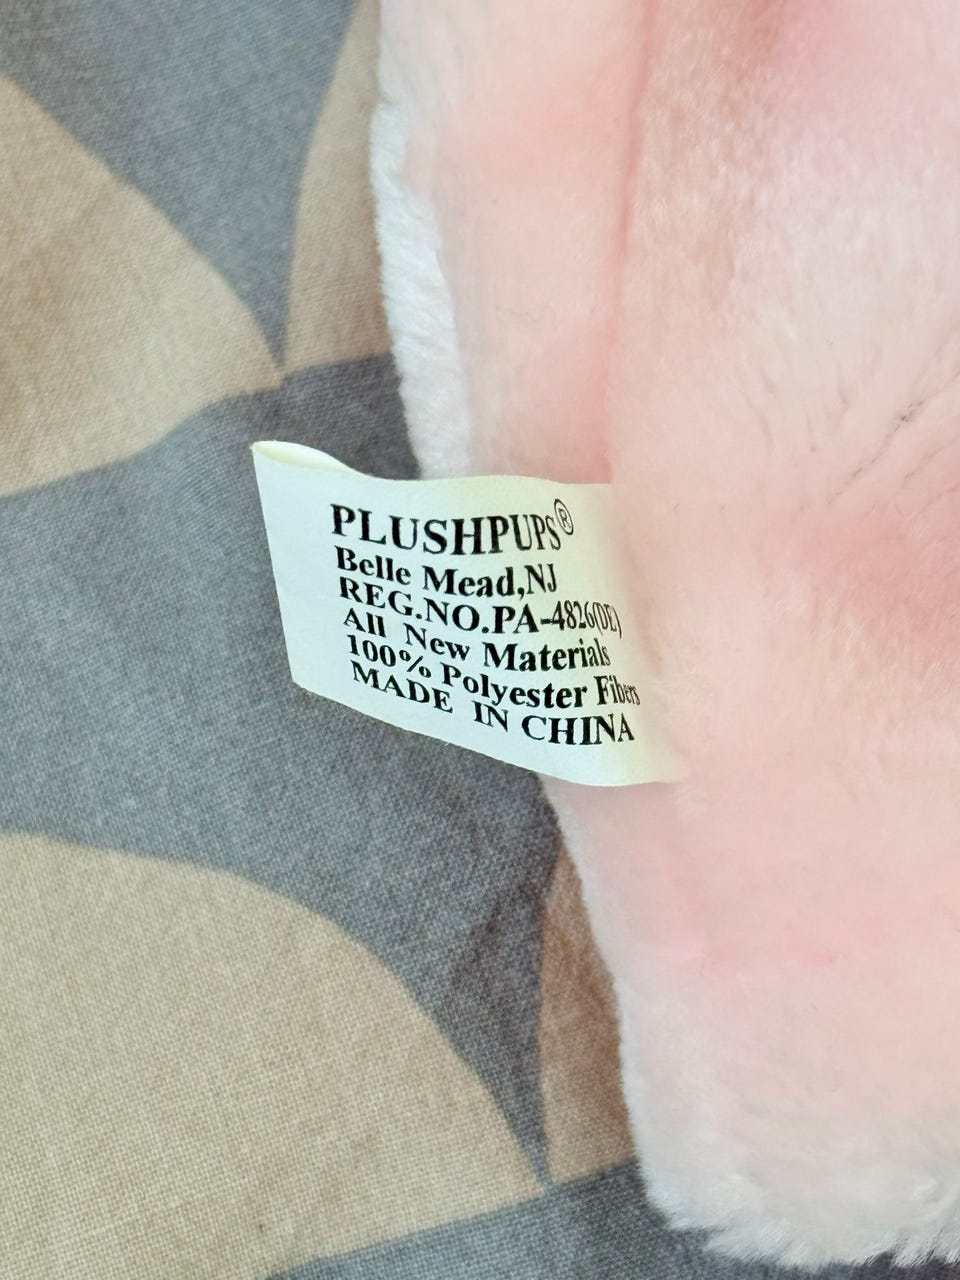 PLUSHPUPS®
Belle Mead,NJ
REG.NO.PA-4826(DE)
All New Materials
100% Polyester Fibers
MADE IN CHINA